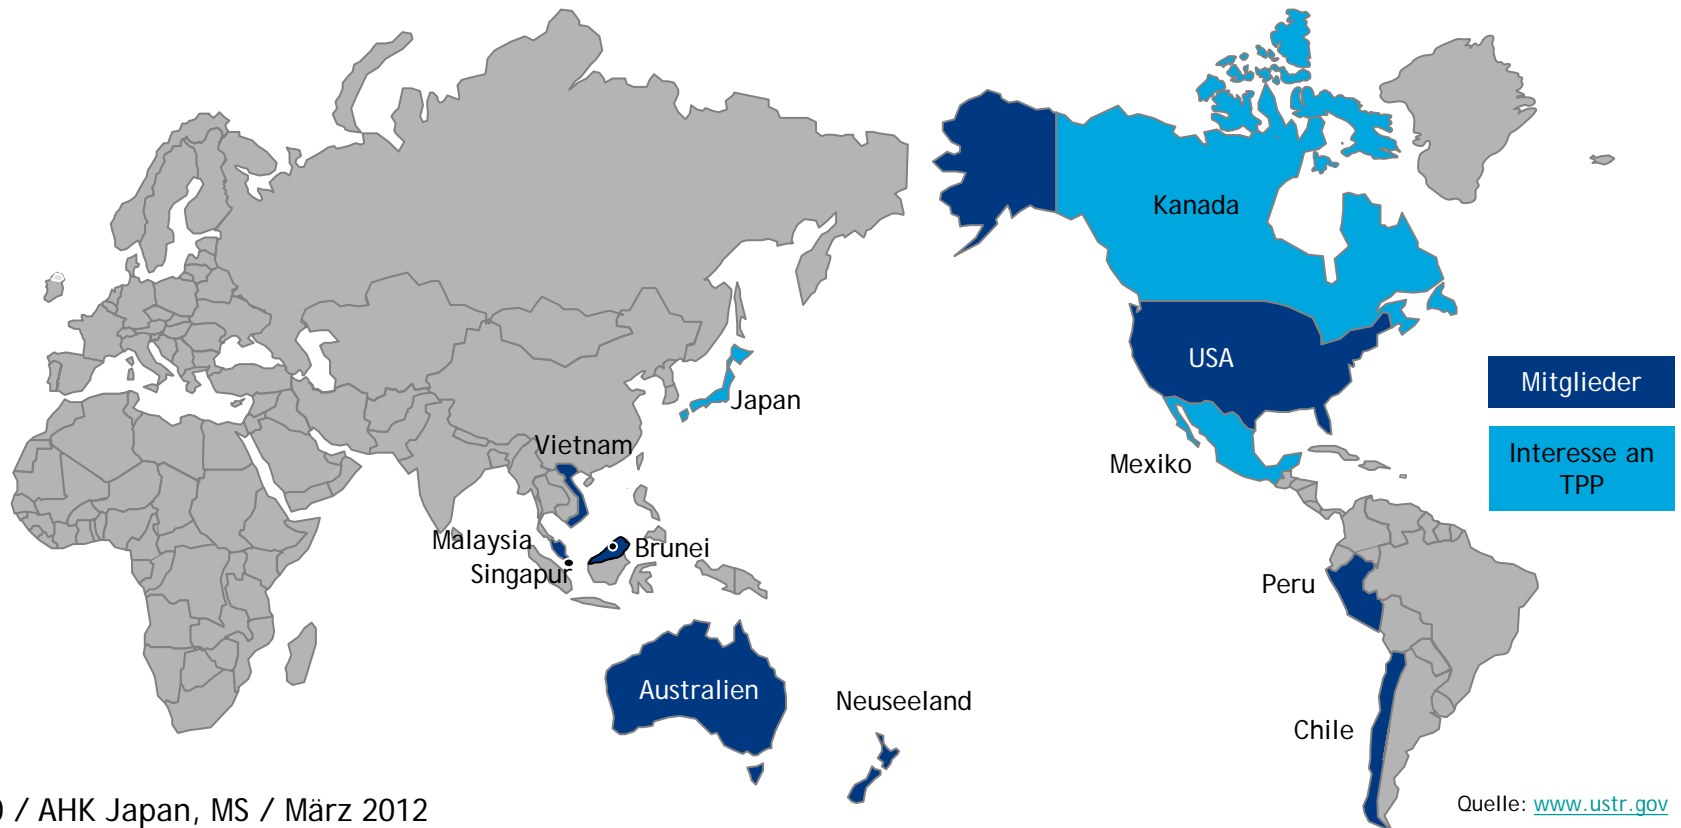 Kanada
USA
Mitglieder
Japan
Vietnam
Mexiko
Interesse an
TPP
Malaysia
Brunei
Singapur
Peru
Australien
Neuseeland
Chile
/ AHK Japan, MS / März 2012
Quelle: www.ustr.gov